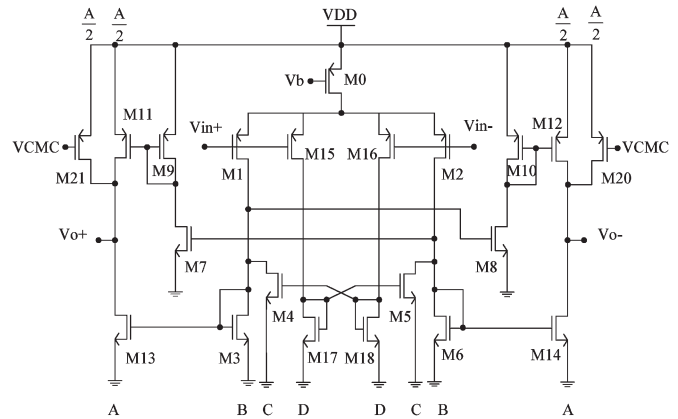 A/2 A/2 VDD A/2 A/2
Vb M0
M11 M12
Vin+ Vin-
VCMC M9 M1 M15 M16 M2 M10 VCMC
M21 M20
Vo+ M7 M8 Vo-
M4 M5
M13 M3 M17 M18 M6 M14
A B C D D C B A